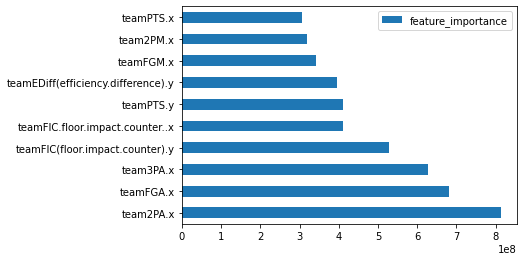 feature_importance
teamPTS.x
team2PM.x
teamFGM.x
teamEDiff(efficiency.difference).y
teamPTS.y
teamFIC.floor.impact.counter..x
teamFIC(floor.impact.counter).y
team3PA.x
teamFGA.x
team2PA.x
0 1 2 3 4 5 6 7 8
1e8